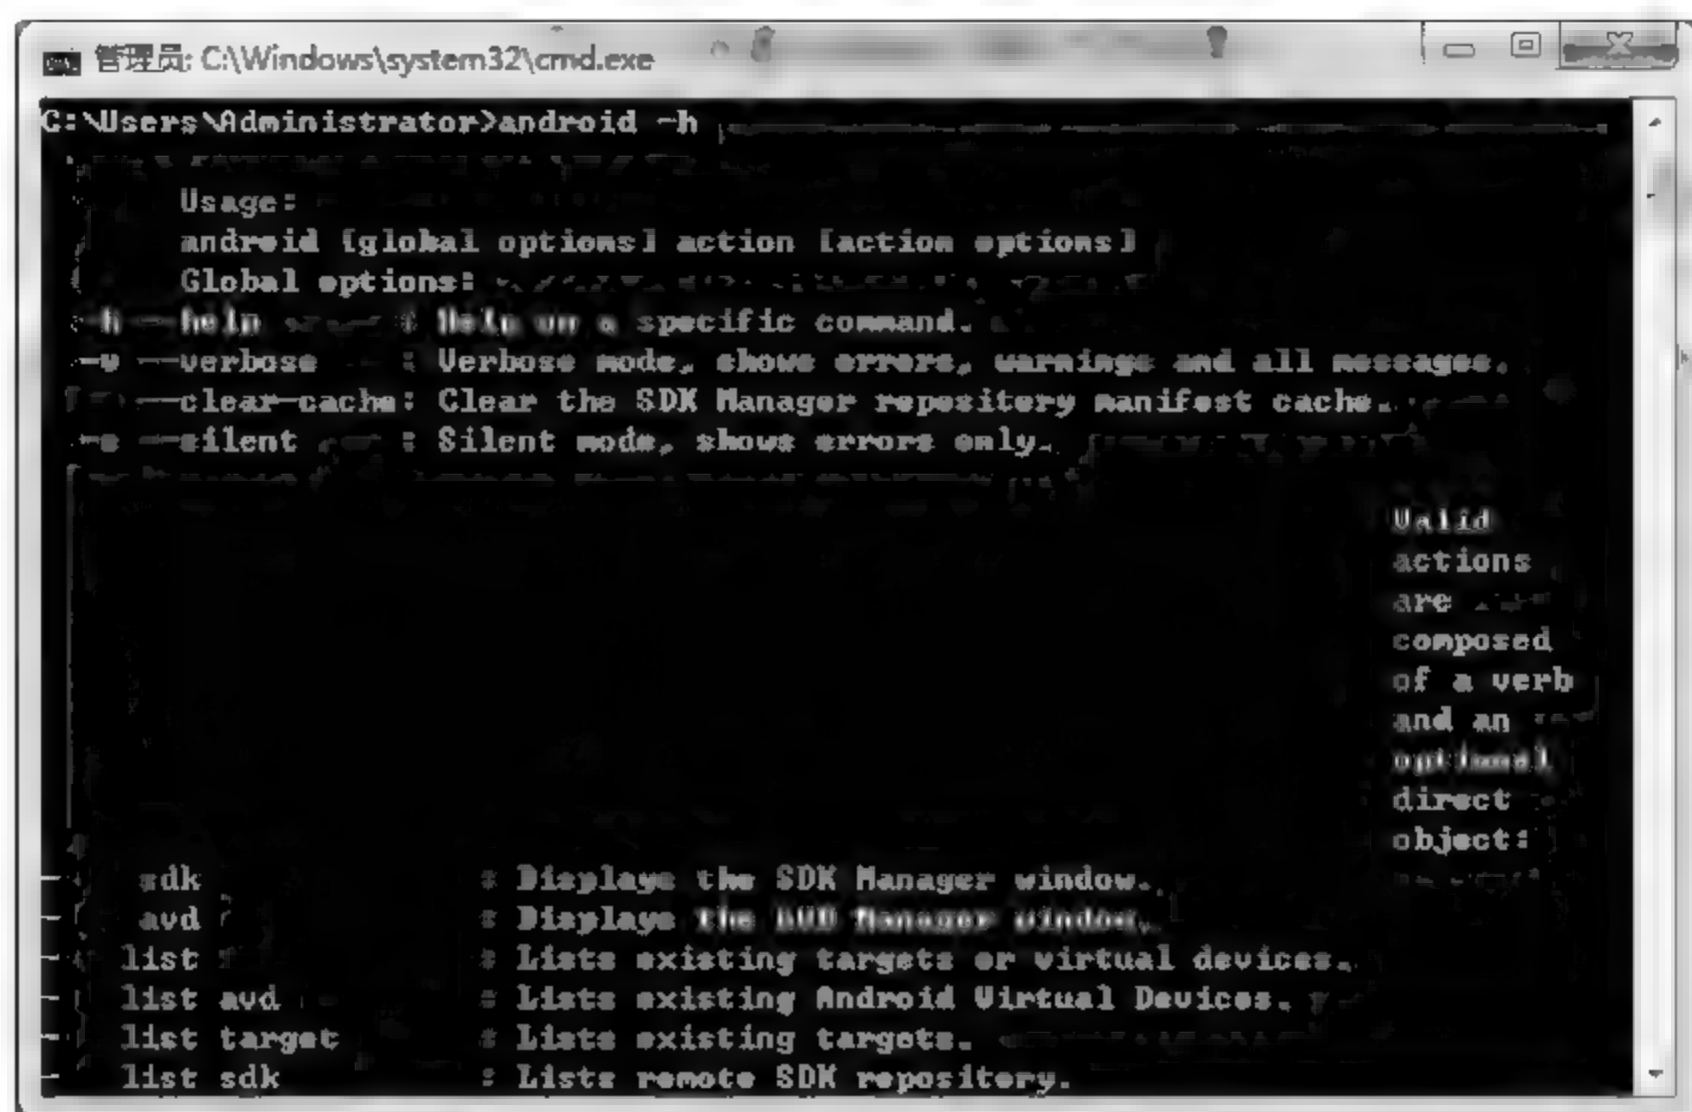 管理员: C:\Windows\system32\cmd.exe
C:\Users\Administrator>android -h
Usage:
android [global options] action [action options]
Global options:
-h --help : Help on a specific command.
-v --verbose : Verbose mode, shows errors, warnings and all messages.
--clear-cache: Clear the SDK Manager repository manifest cache.
-s --silent : Silent mode, shows errors only.
Valid
actions
are
composed
of a verb
and an
optional
direct
object:
- sdk : Displays the SDK Manager window.
- avd : Displays the AVD Manager window.
- list : Lists existing targets or virtual devices.
- list avd : Lists existing Android Virtual Devices.
- list target : Lists existing targets.
- list sdk : Lists remote SDK repository.